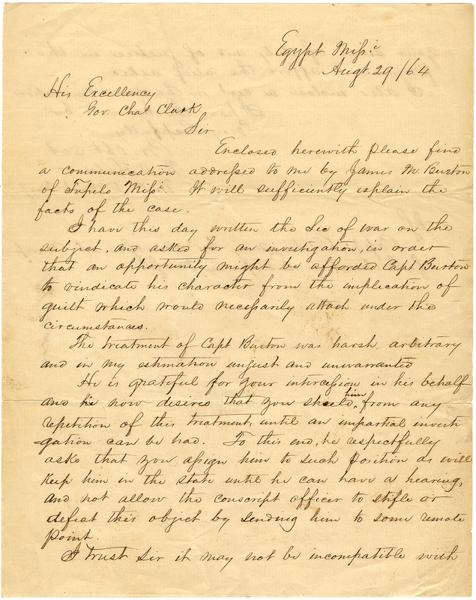 Egypt Missi
Augt 29/64
His Excellency
Gov. Chas Clark
Sir
Enclosed herewith please find
a communication addressed to me by James M Burton
of Tupelo Missi. It will sufficiently explain the
facts of the case.
I have this day written the Sec of war on the
subject, and asked for an investigation, in order
that an opportunity might be afforded Capt Burton
to vindicate his character from the implication of
guilt which would necessarily attach under the
circumstances.
The treatment of Capt Burton was harsh, arbitrary
and in my estimation unjust and unwarranted
He is grateful for your intercession in his behalf
and he now desires that you shield him from any
repetition of this treatment, until an impartial investi
-gation can be had. To this end, he respectfully
asks that you assign him to such position as will
keep him in the state until he can have a hearing,
and not allow the conscript officer to stifle or
defeat this object by sending him to some remote
point.
I trust Sir it may not be incompatible with